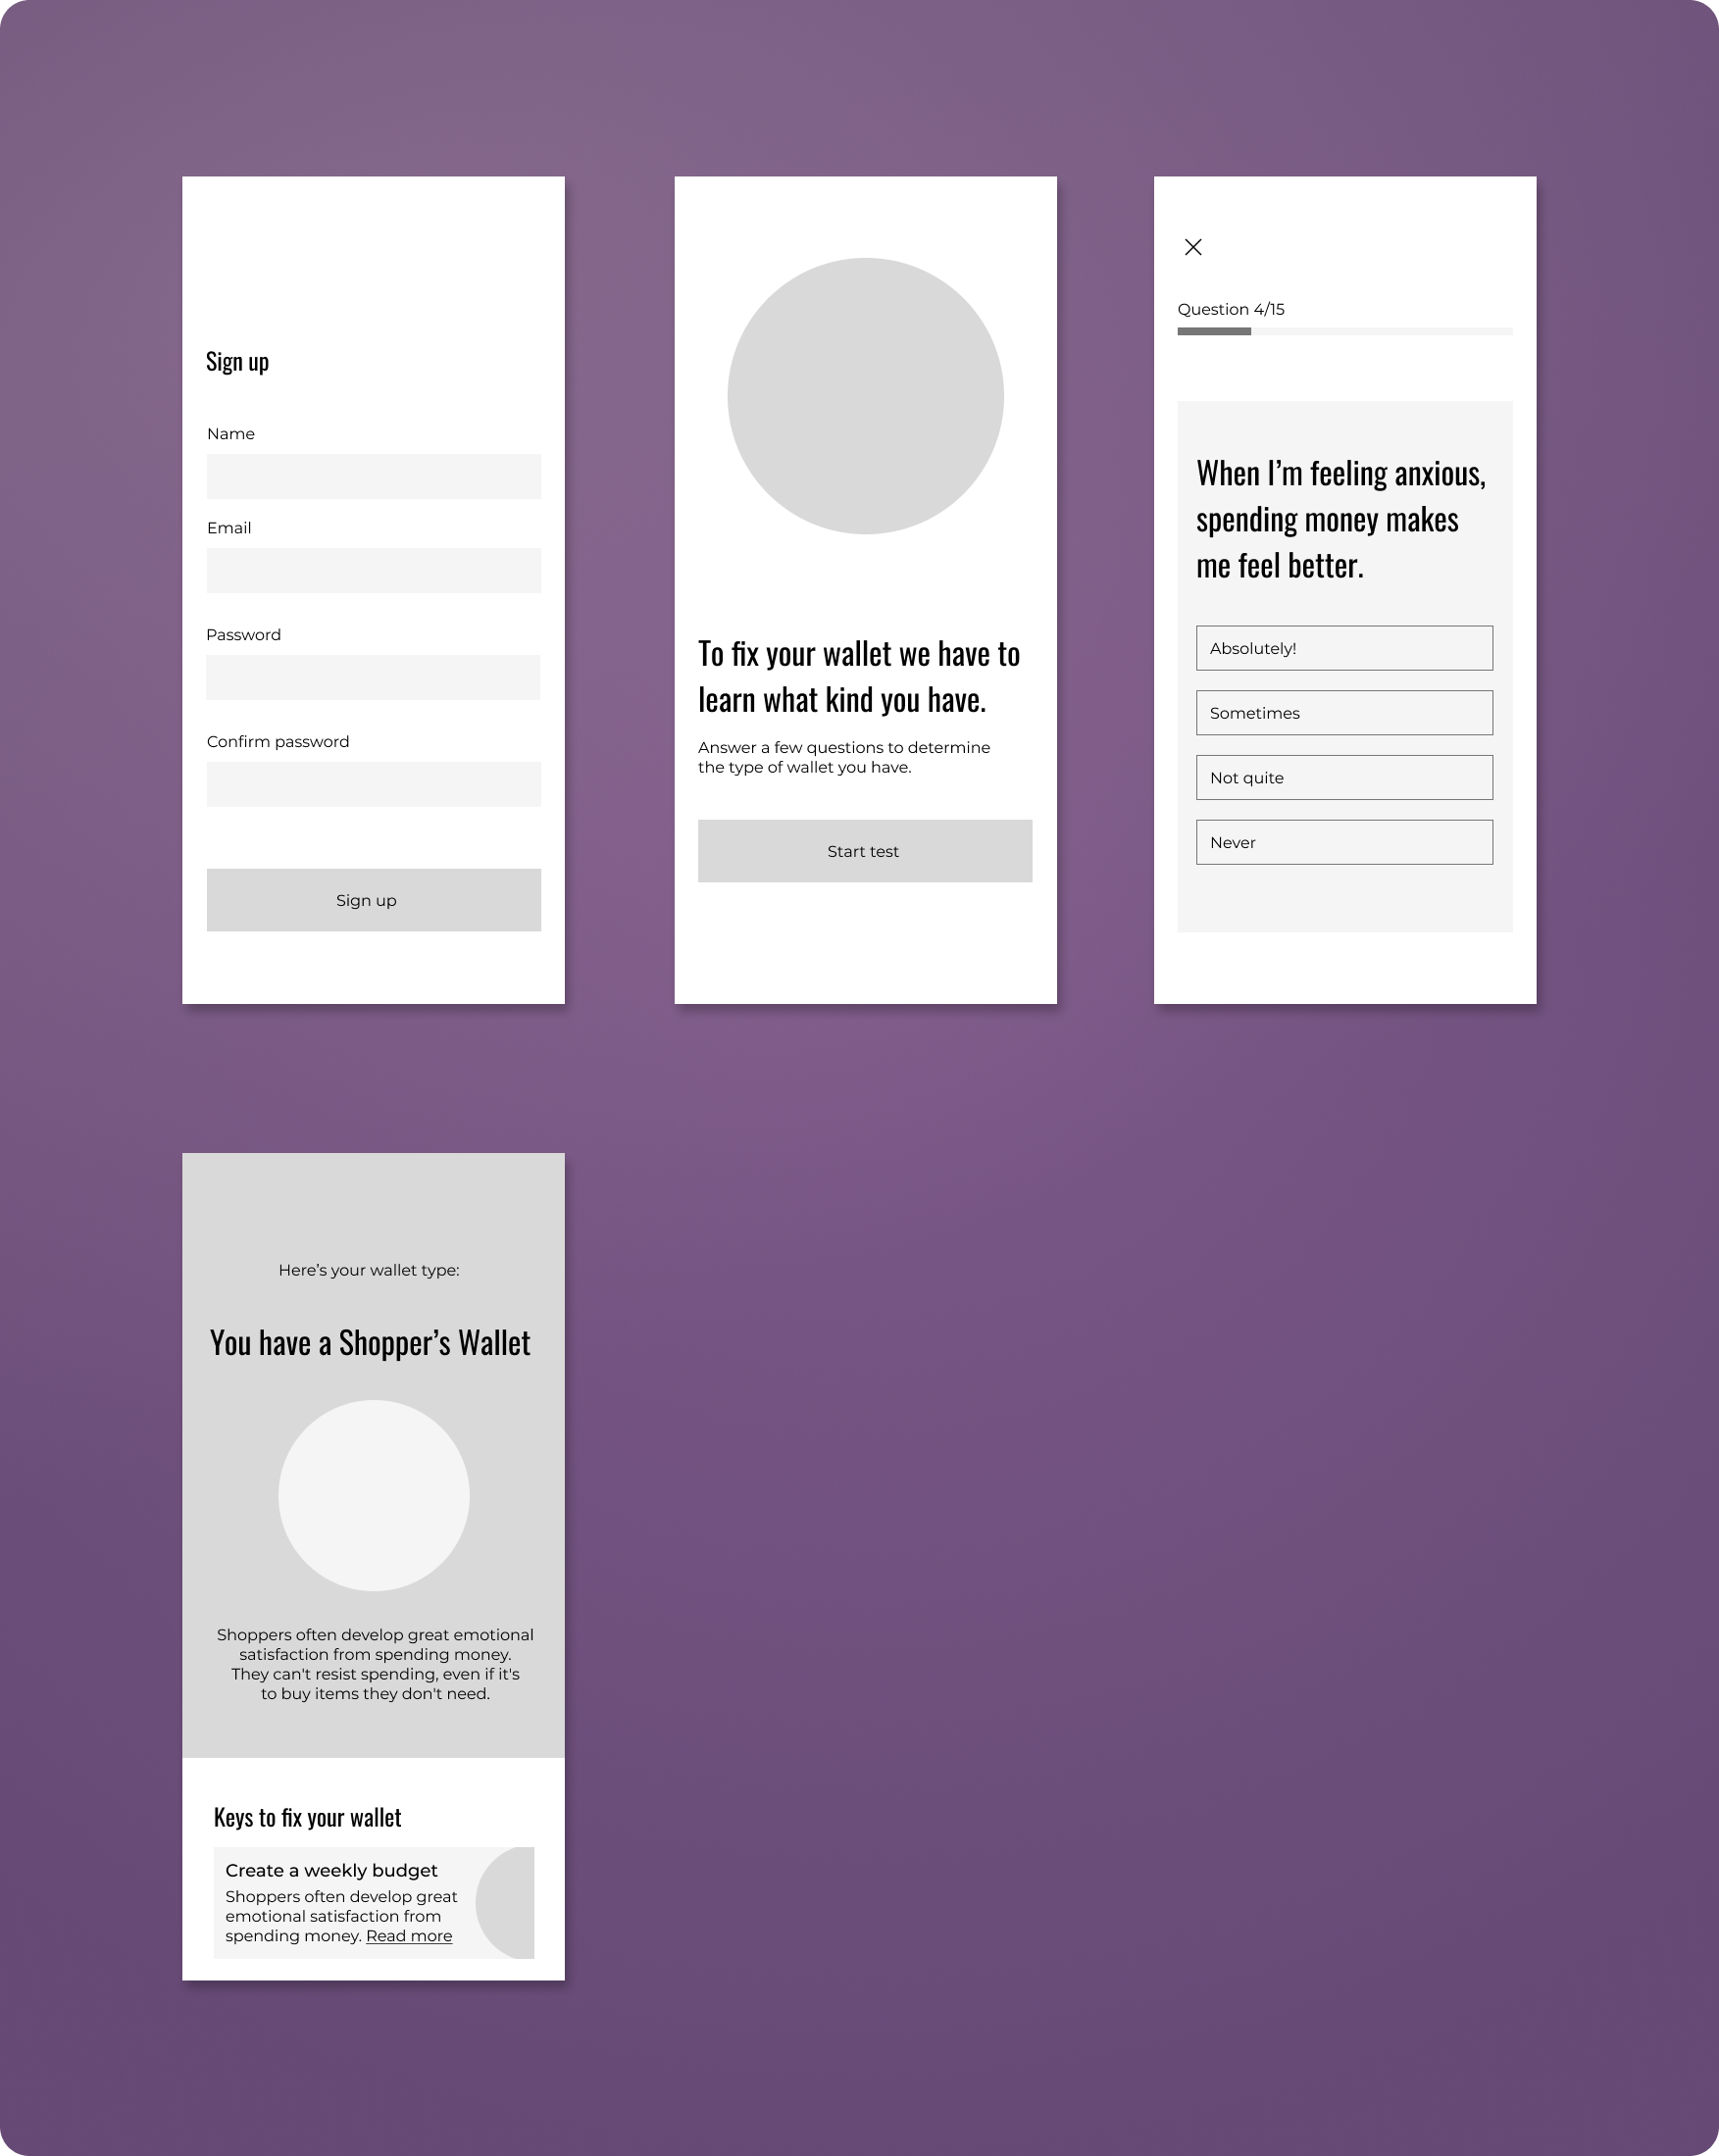 Sign up
Name
Email
Password
Confirm password
Sign up
To fix your wallet we have to
learn what kind you have.
Answer a few questions to determine
the type of wallet you have.
Start test
Question 4/15
When I’m feeling anxious,
spending money makes
me feel better.
Absolutely!
Sometimes
Not quite
Never
Here’s your wallet type:
You have a Shopper’s Wallet
Shoppers often develop great emotional
satisfaction from spending money.
They can't resist spending, even if it's
to buy items they don't need.
Keys to fix your wallet
Create a weekly budget
Shoppers often develop great
emotional satisfaction from
spending money. Read more